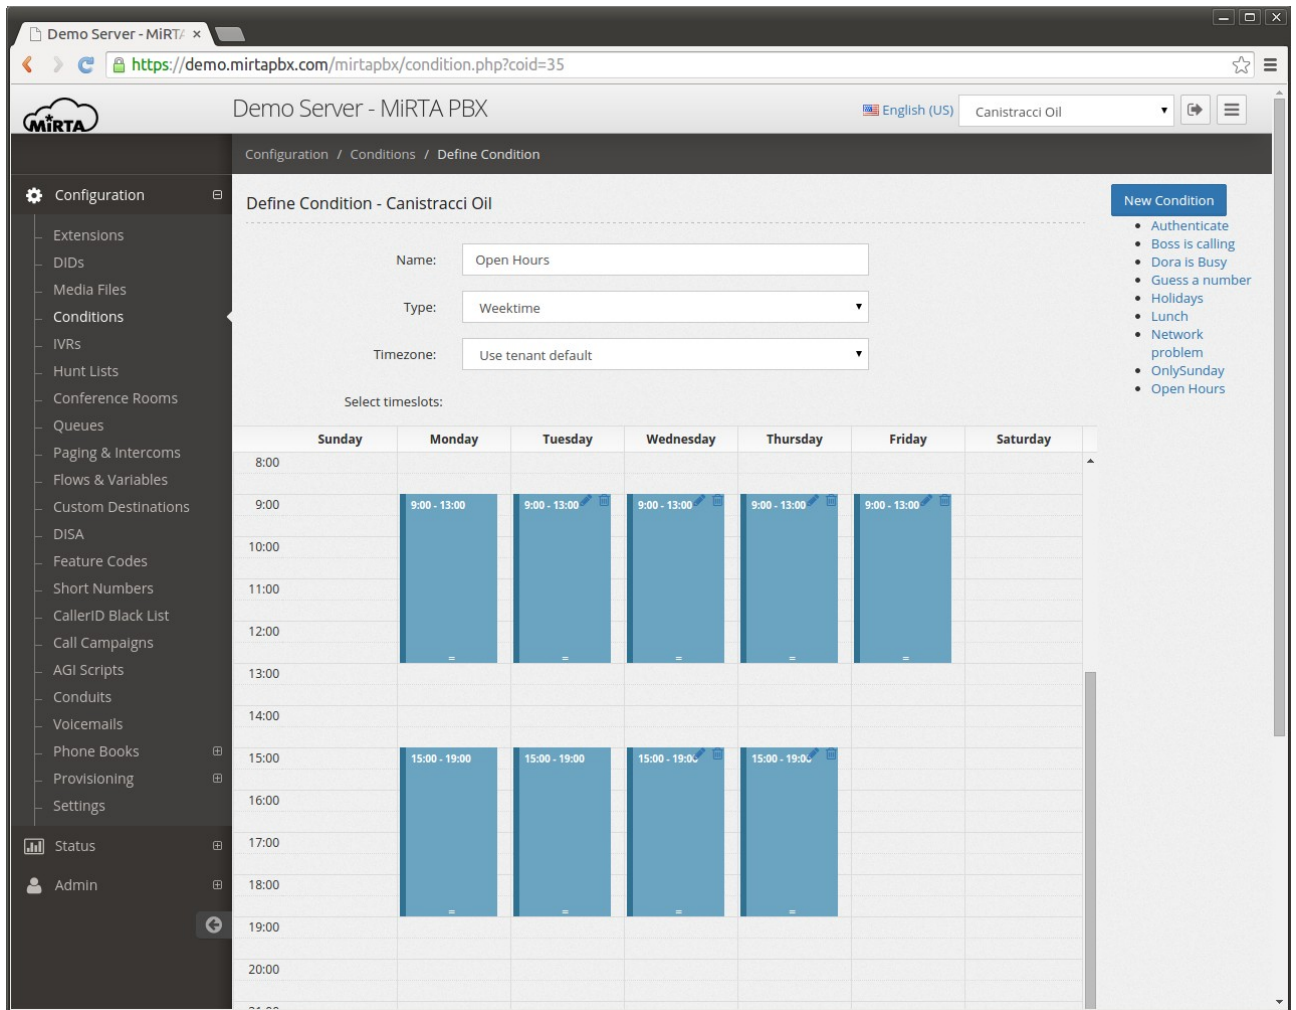 Demo Server - MiRTA
https://demo.mirtapbx.com/mirtapbx/condition.php?coid=35
MiRTA
Demo Server - MiRTA PBX
English (US)
Canistracci Oil
Configuration / Conditions / Define Condition
Configuration
Extensions
DIDs
Media Files
Conditions
IVRs
Hunt Lists
Conference Rooms
Queues
Paging & Intercoms
Flows & Variables
Custom Destinations
DISA
Feature Codes
Short Numbers
CallerID Black List
Call Campaigns
AGI Scripts
Conduits
Voicemails
Phone Books
Provisioning
Settings
Status
Admin
Define Condition - Canistracci Oil
Name: Open Hours
Type: Weektime
Timezone: Use tenant default
Select timeslots:
Sunday Monday Tuesday Wednesday Thursday Friday Saturday
8:00
9:00 9:00 - 13:00 9:00 - 13:00 9:00 - 13:00 9:00 - 13:00 9:00 - 13:00
10:00
11:00
12:00
13:00
14:00
15:00 15:00 - 19:00 15:00 - 19:00 15:00 - 19:00 15:00 - 19:00
16:00
17:00
18:00
19:00
20:00
New Condition
Authenticate
Boss is calling
Dora is Busy
Guess a number
Holidays
Lunch
Network
problem
OnlySunday
Open Hours